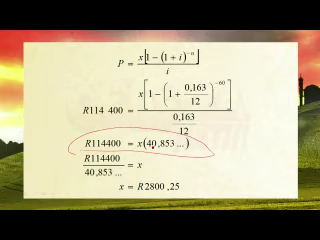 P = x[1 − (1 + i)^−n] / i
R114 400 = x[1 − (1 + 0,163/12)^−60] / (0,163/12)
R114400 = x(40,853...)
R114400 / 40,853... = x
x = R2800,25